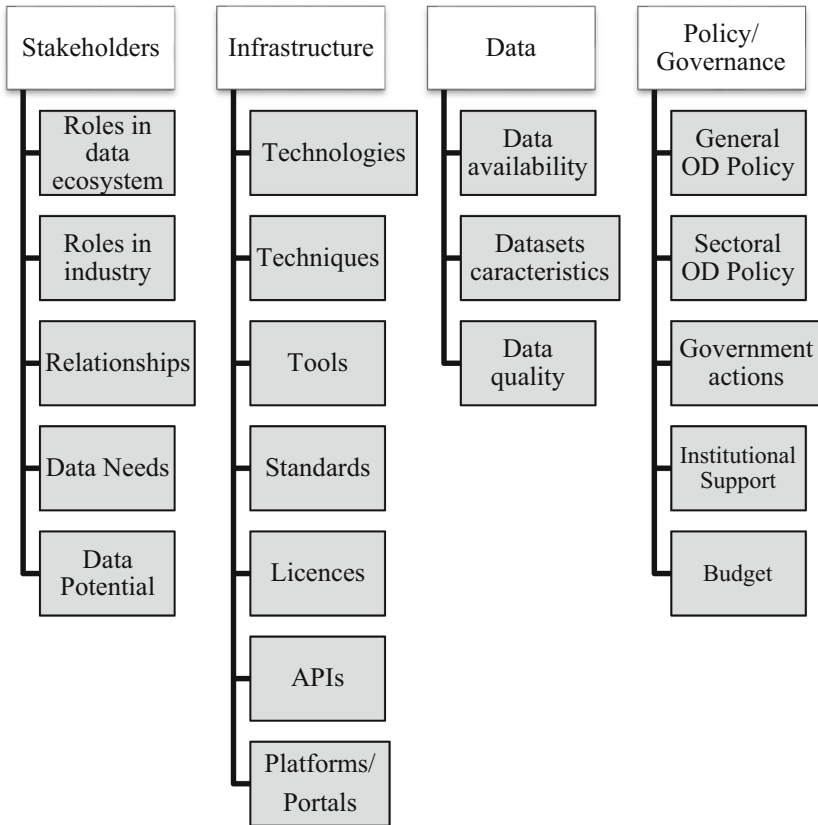 Stakeholders
Roles in
data
ecosystem
Roles in
industry
Relationships
Data Needs
Data
Potential
Infrastructure
Technologies
Techniques
Tools
Standards
Licences
APIs
Platforms/
Portals
Data
Data
availability
Datasets
caracteristics
Data
quality
Policy/
Governance
General
OD Policy
Sectoral
OD Policy
Government
actions
Institutional
Support
Budget